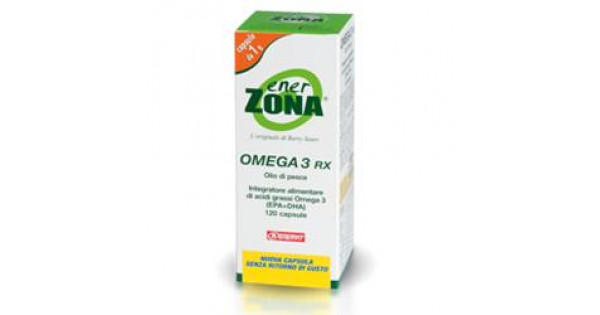 capsule
da 1 g
ener
ZONA®
L'originale di Barry Sears
OMEGA 3 RX
Olio di pesce
Integratore alimentare
di acidi grassi Omega 3
(EPA+DHA)
120 capsule
ENERVIT
NUOVA CAPSULA
SENZA RITORNO DI GUSTO